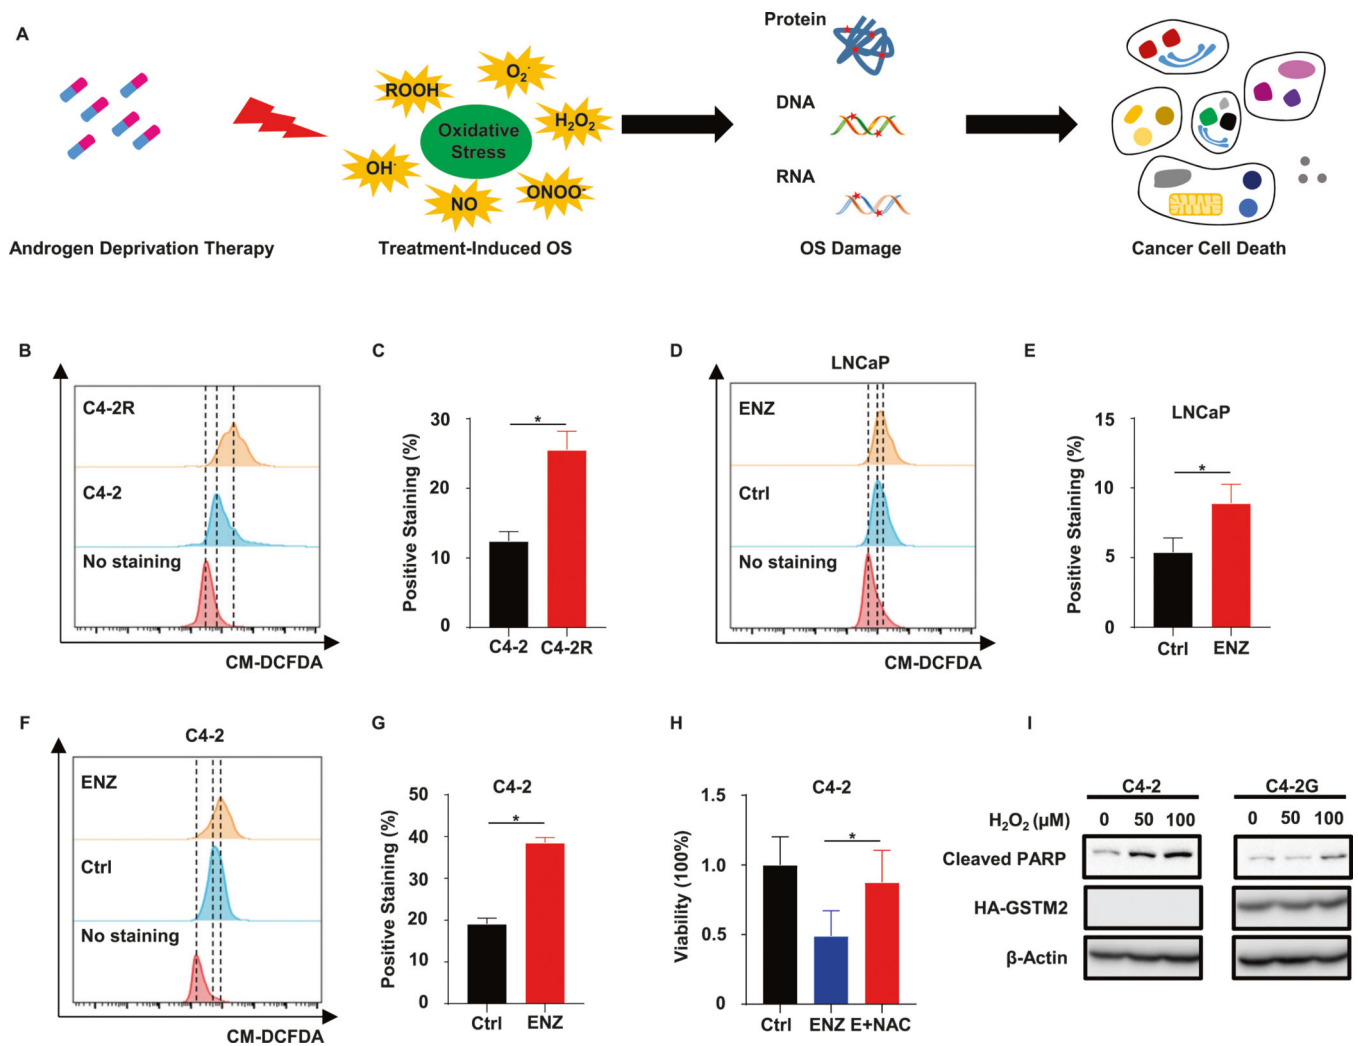 A
Protein
DNA
RNA
ROOH
O₂·
H₂O₂
Oxidative
Stress
OH·
NO
ONOO⁻
Androgen Deprivation Therapy
Treatment-Induced OS
OS Damage
Cancer Cell Death
B
C4-2R
C4-2
No staining
CM-DCFDA
C
Positive Staining (%)
30
20
10
0
*
C4-2 C4-2R
D
LNCaP
ENZ
Ctrl
No staining
CM-DCFDA
E
LNCaP
Positive Staining (%)
15
10
5
0
*
Ctrl ENZ
F
C4-2
ENZ
Ctrl
No staining
CM-DCFDA
G
C4-2
Positive Staining (%)
50
40
30
20
10
0
*
Ctrl ENZ
H
C4-2
Viability (100%)
1.5
1.0
0.5
0.0
*
Ctrl ENZ E+NAC
I
C4-2 C4-2G
H₂O₂ (µM) 0 50 100 0 50 100
Cleaved PARP
HA-GSTM2
β-Actin